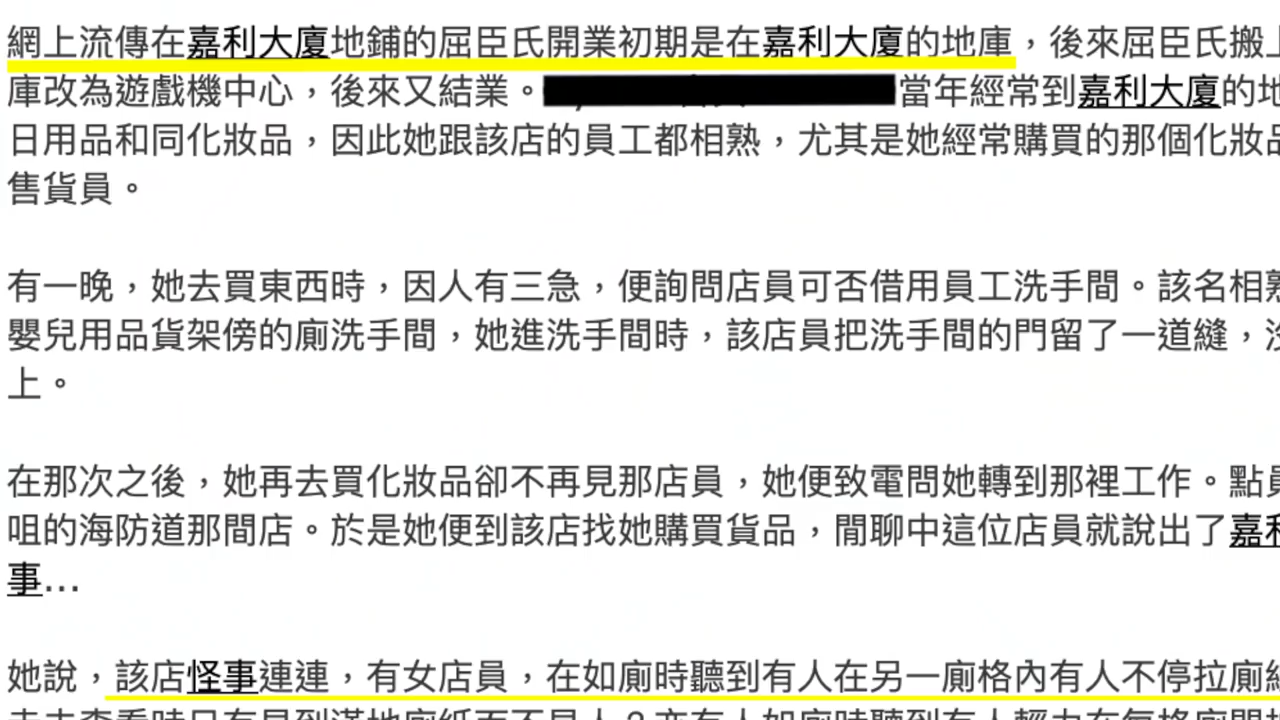 網上流傳在嘉利大廈地鋪的屈臣氏開業初期是在嘉利大廈的地庫，後來屈臣氏搬
庫改為遊戲機中心，後來又結業。當年經常到嘉利大廈的地
日用品和同化妝品，因此她跟該店的員工都相熟，尤其是她經常購買的那個化妝品
售貨員。
有一晚，她去買東西時，因人有三急，便詢問店員可否借用員工洗手間。該名相熟
嬰兒用品貨架傍的廁洗手間，她進洗手間時，該店員把洗手間的門留了一道縫，沒
上。
在那次之後，她再去買化妝品卻不再見那店員，她便致電問她轉到那裡工作。點員
咀的海防道那間店。於是她便到該店找她購買貨品，閒聊中這位店員就說出了嘉利
事...
她說，該店怪事連連，有女店員，在如廁時聽到有人在另一廁格內有人不停拉廁紙